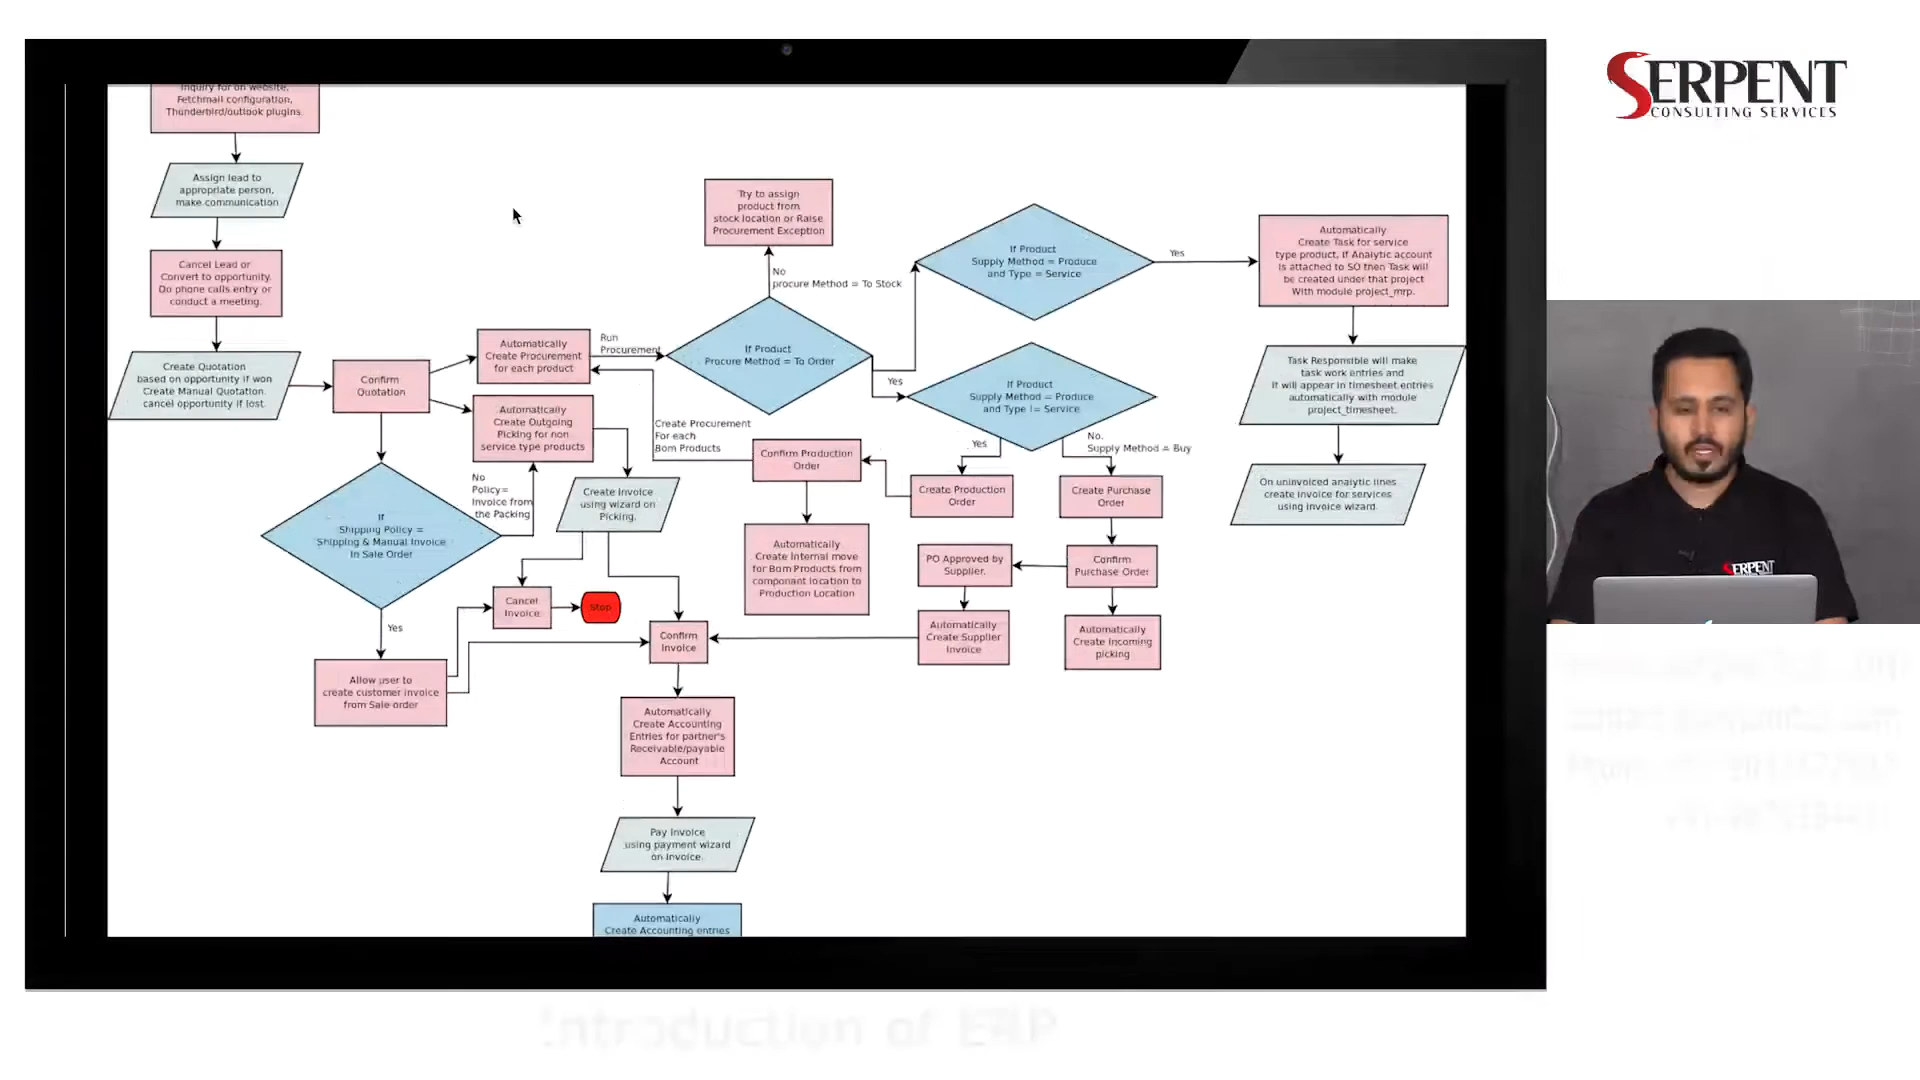 SERPENT
CONSULTING SERVICES
Inquiry for on website,
Fetchmail configuration,
Thunderbird/outlook plugins.
Assign lead to
appropriate person,
make communication
Cancel Lead or
Convert to opportunity.
Do phone calls entry or
conduct a meeting.
Create Quotation
based on opportunity if won
Create Manual Quotation.
cancel opportunity if lost.
Confirm
Quotation
Automatically
Create Procurement
for each product
Run
Procurement
Automatically
Create Outgoing
Picking for non
service type products
No
Policy=
Invoice from
the Packing
If
Shipping Policy =
Shipping & Manual Invoice
In Sale Order
Yes
Allow user to
create customer invoice
from Sale order
Create Invoice
using wizard on
Picking.
Cancel
Invoice
Stop
Confirm
Invoice
Automatically
Create Accounting
Entries for partner's
Receivable/payable
Account
Pay Invoice
using payment wizard
on Invoice.
Automatically
Create Accounting entries
Try to assign
product from
stock location or Raise
Procurement Exception
No
procure Method = To Stock
If Product
Procure Method = To Order
Yes
Create Procurement
For each
Bom Products
Confirm Production
Order
Automatically
Create Internal move
for Bom Products from
componant location to
Production Location
If Product
Supply Method = Produce
and Type = Service
Yes
If Product
Supply Method = Produce
and Type != Service
Yes
No.
Supply Method = Buy
Create Production
Order
Create Purchase
Order
PO Approved by
Supplier.
Confirm
Purchase Order
Automatically
Create Supplier
Invoice
Automatically
Create Incoming
picking
Automatically
Create Task for service
type product, If Analytic account
is attached to SO then Task will
be created under that project
With module project_mrp.
Task Responsible will make
task work entries and
it will appear in timesheet entries
automatically with module
project_timesheet.
On uninvoiced analytic lines
create invoice for services
using invoice wizard.
SERPENT
Introduction of ERP